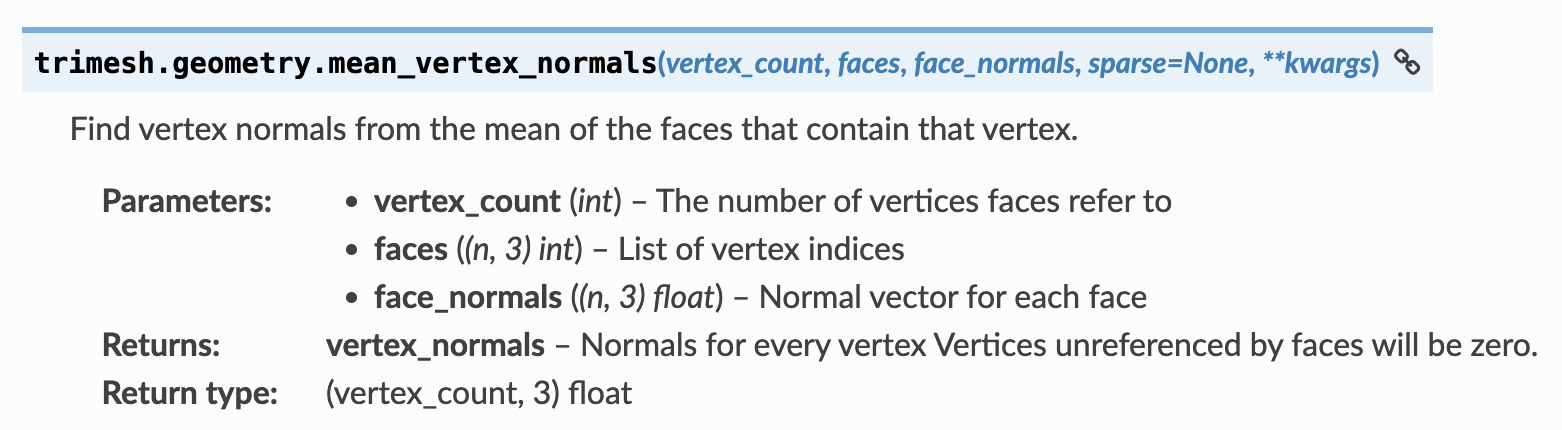 trimesh.geometry.mean_vertex_normals(vertex_count, faces, face_normals, sparse=None, **kwargs)
Find vertex normals from the mean of the faces that contain that vertex.
Parameters: • vertex_count (int) – The number of vertices faces refer to
• faces ((n, 3) int) – List of vertex indices
• face_normals ((n, 3) float) – Normal vector for each face
Returns: vertex_normals – Normals for every vertex Vertices unreferenced by faces will be zero.
Return type: (vertex_count, 3) float